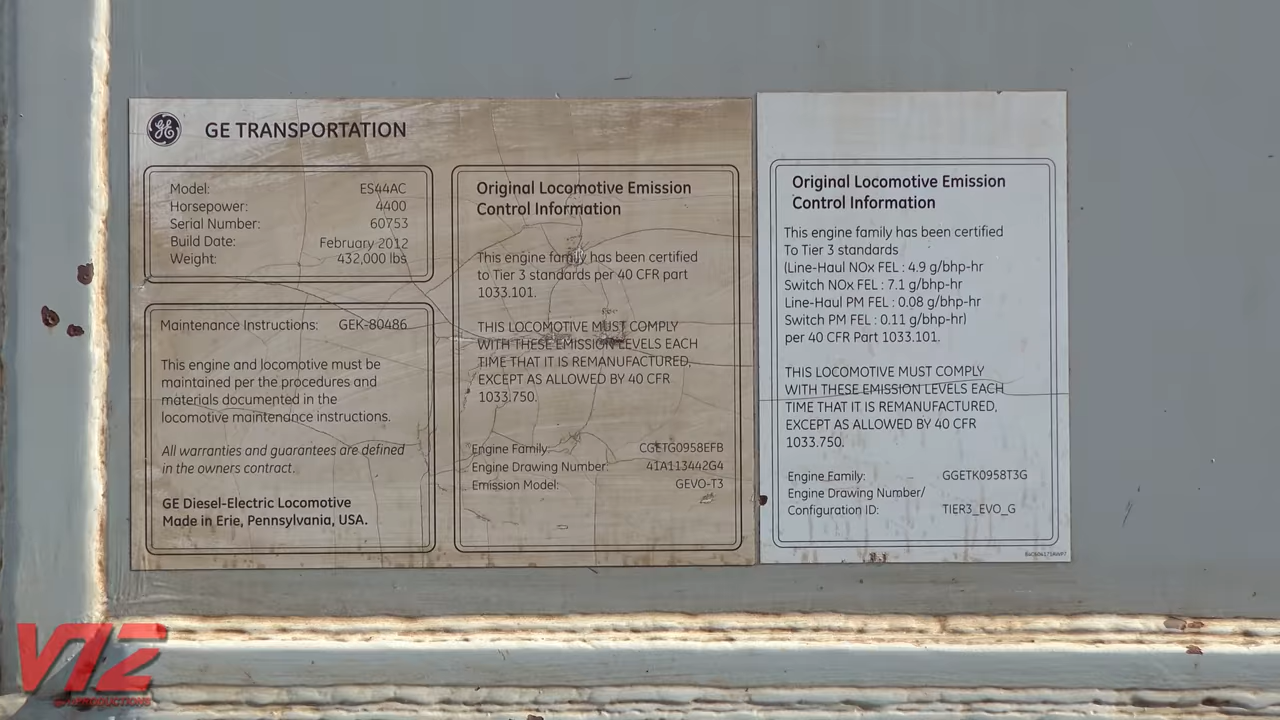 GE TRANSPORTATION
Model: ES44AC
Horsepower: 4400
Serial Number: 60753
Build Date: February 2012
Weight: 432,000 lbs
Maintenance Instructions: GEK-80486
This engine and locomotive must be
maintained per the procedures and
materials documented in the
locomotive maintenance instructions.
All warranties and guarantees are defined
in the owners contract.
GE Diesel-Electric Locomotive
Made in Erie, Pennsylvania, USA.
Original Locomotive Emission
Control Information
This engine family has been certified
to Tier 3 standards per 40 CFR part
1033.101.
THIS LOCOMOTIVE MUST COMPLY
WITH THESE EMISSION LEVELS EACH
TIME THAT IT IS REMANUFACTURED,
EXCEPT AS ALLOWED BY 40 CFR
1033.750.
Engine Family: CGETG0958EFB
Engine Drawing Number: 41A113442G4
Emission Model: GEVO-T3
Original Locomotive Emission
Control Information
This engine family has been certified
To Tier 3 standards
(Line-Haul NOx FEL : 4.9 g/bhp-hr
Switch NOx FEL : 7.1 g/bhp-hr
Line-Haul PM FEL : 0.08 g/bhp-hr
Switch PM FEL : 0.11 g/bhp-hr)
per 40 CFR Part 1033.101.
THIS LOCOMOTIVE MUST COMPLY
WITH THESE EMISSION LEVELS EACH
TIME THAT IT IS REMANUFACTURED,
EXCEPT AS ALLOWED BY 40 CFR
1033.750.
Engine Family: GGETK0958T3G
Engine Drawing Number/
Configuration ID: TIER3_EVO_G
V12
PRODUCTIONS